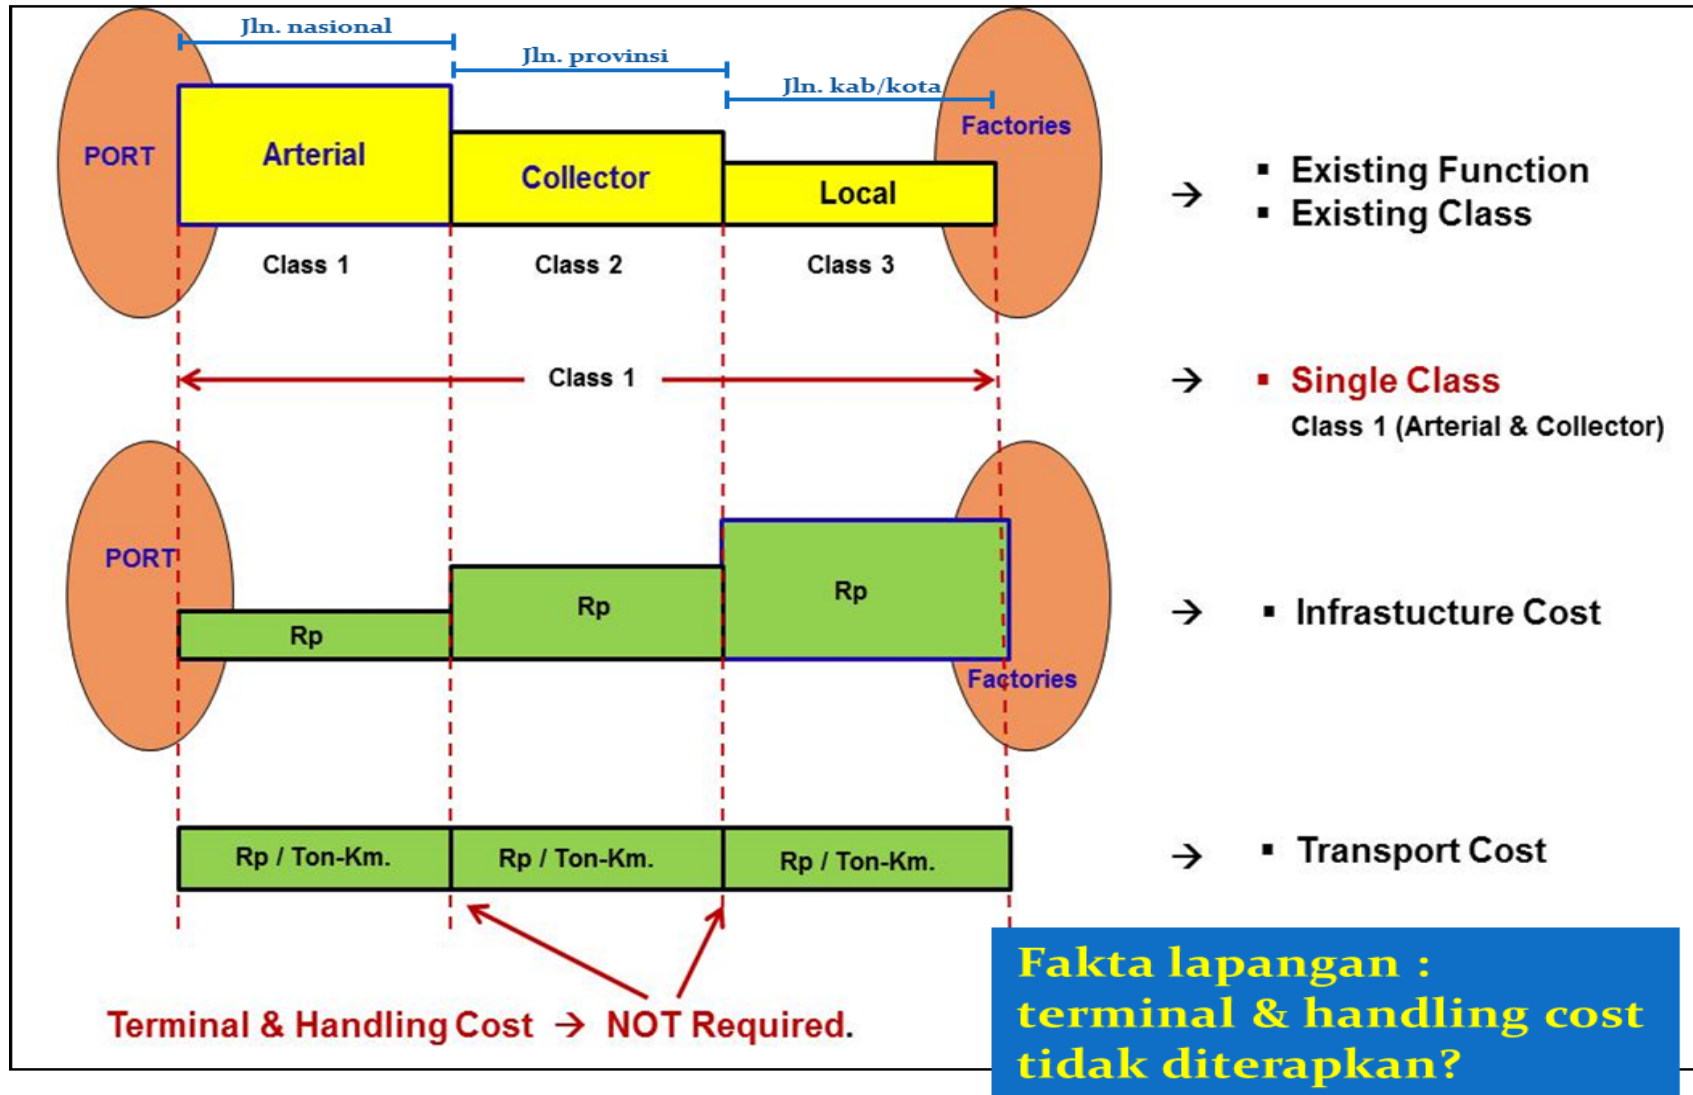 Jln. nasional
Jln. provinsi
Jln. kab/kota
PORT
Arterial
Collector
Local
Factories
Class 1
Class 2
Class 3
→
▪ Existing Function
▪ Existing Class
Class 1
→
▪ Single Class
Class 1 (Arterial & Collector)
PORT
Rp
Rp
Rp
Factories
→
▪ Infrastucture Cost
Rp / Ton-Km.
Rp / Ton-Km.
Rp / Ton-Km.
→
▪ Transport Cost
Terminal & Handling Cost → NOT Required.
Fakta lapangan :
terminal & handling cost
tidak diterapkan?